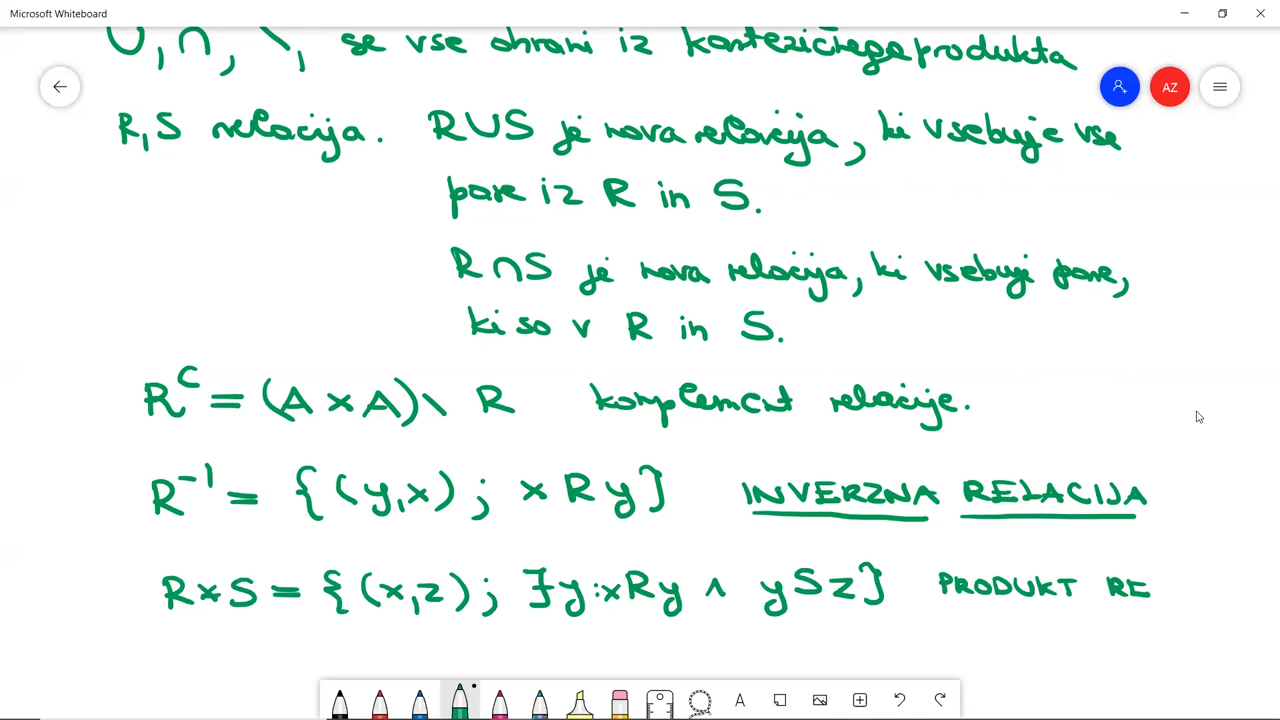 Microsoft Whiteboard
∪, ∩, \, se vse ohrani iz kartezičnega produkta
AZ
R, S relacija. R∪S je nova relacija, ki vsebuje vse
pare iz R in S.
R∩S je nova relacija, ki vsebuje pare,
ki so v R in S.
R^C = (A × A) \ R komplement relacije.
R^-1 = {(y,x); x R y} INVERZNA RELACIJA
R*S = {(x,z); ∃y: xRy ∧ ySz} PRODUKT RE
A